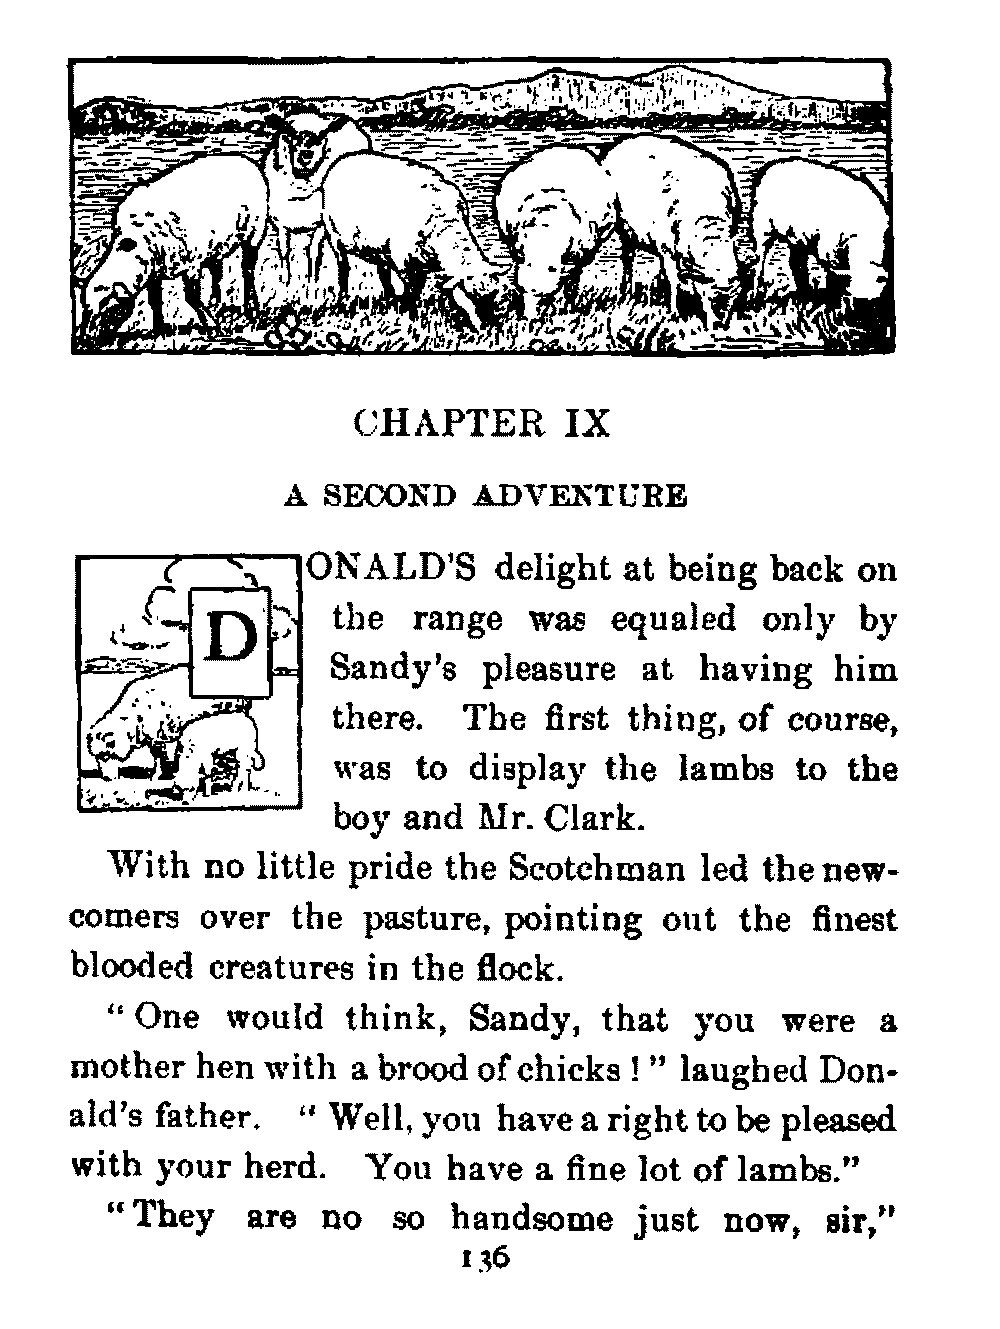 CHAPTER IX
A SECOND ADVENTURE
DONALD'S delight at being back on
the range was equaled only by
Sandy's pleasure at having him
there. The first thing, of course,
was to display the lambs to the
boy and Mr. Clark.
With no little pride the Scotchman led the new-
comers over the pasture, pointing out the finest
blooded creatures in the flock.
"One would think, Sandy, that you were a
mother hen with a brood of chicks!" laughed Don-
ald's father. "Well, you have a right to be pleased
with your herd. You have a fine lot of lambs."
"They are no so handsome just now, sir,"
136